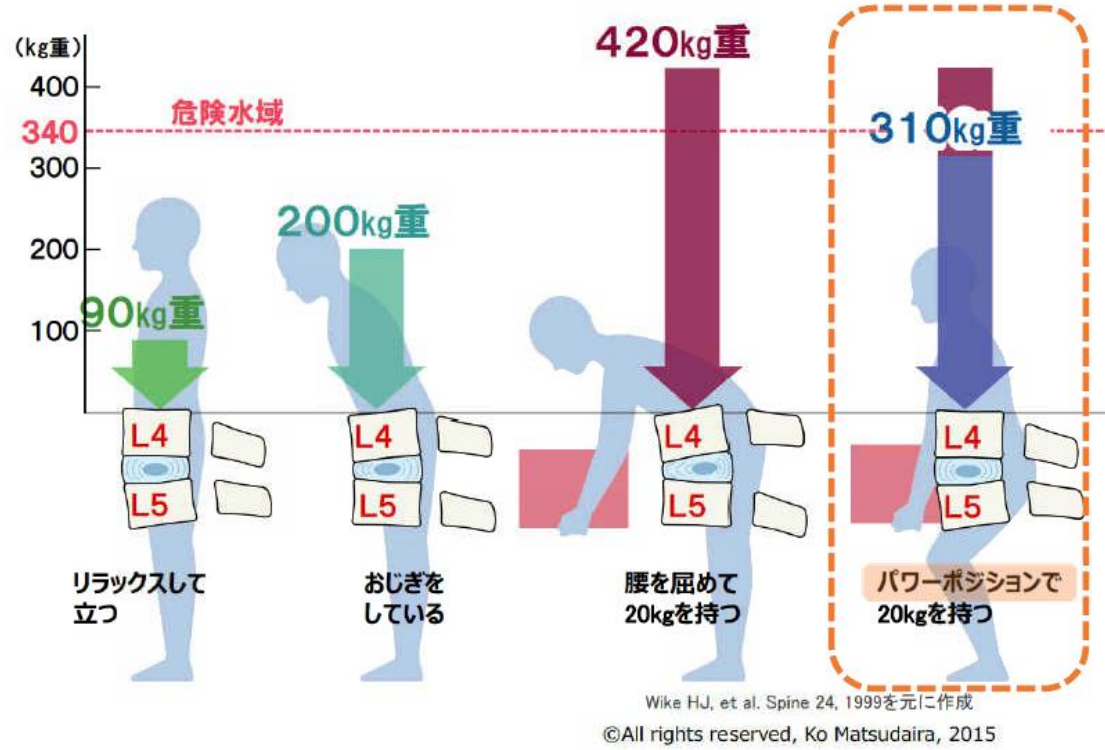 (kg重)
400
340
300
200
100
危険水域
90kg重
200kg重
420kg重
310kg重
L4
L5
L4
L5
L4
L5
L4
L5
リラックスして
立つ
おじぎを
している
腰を屈めて
20kgを持つ
パワーポジションで
20kgを持つ
Wike HJ, et al. Spine 24, 1999を元に作成
©All rights reserved, Ko Matsudaira, 2015